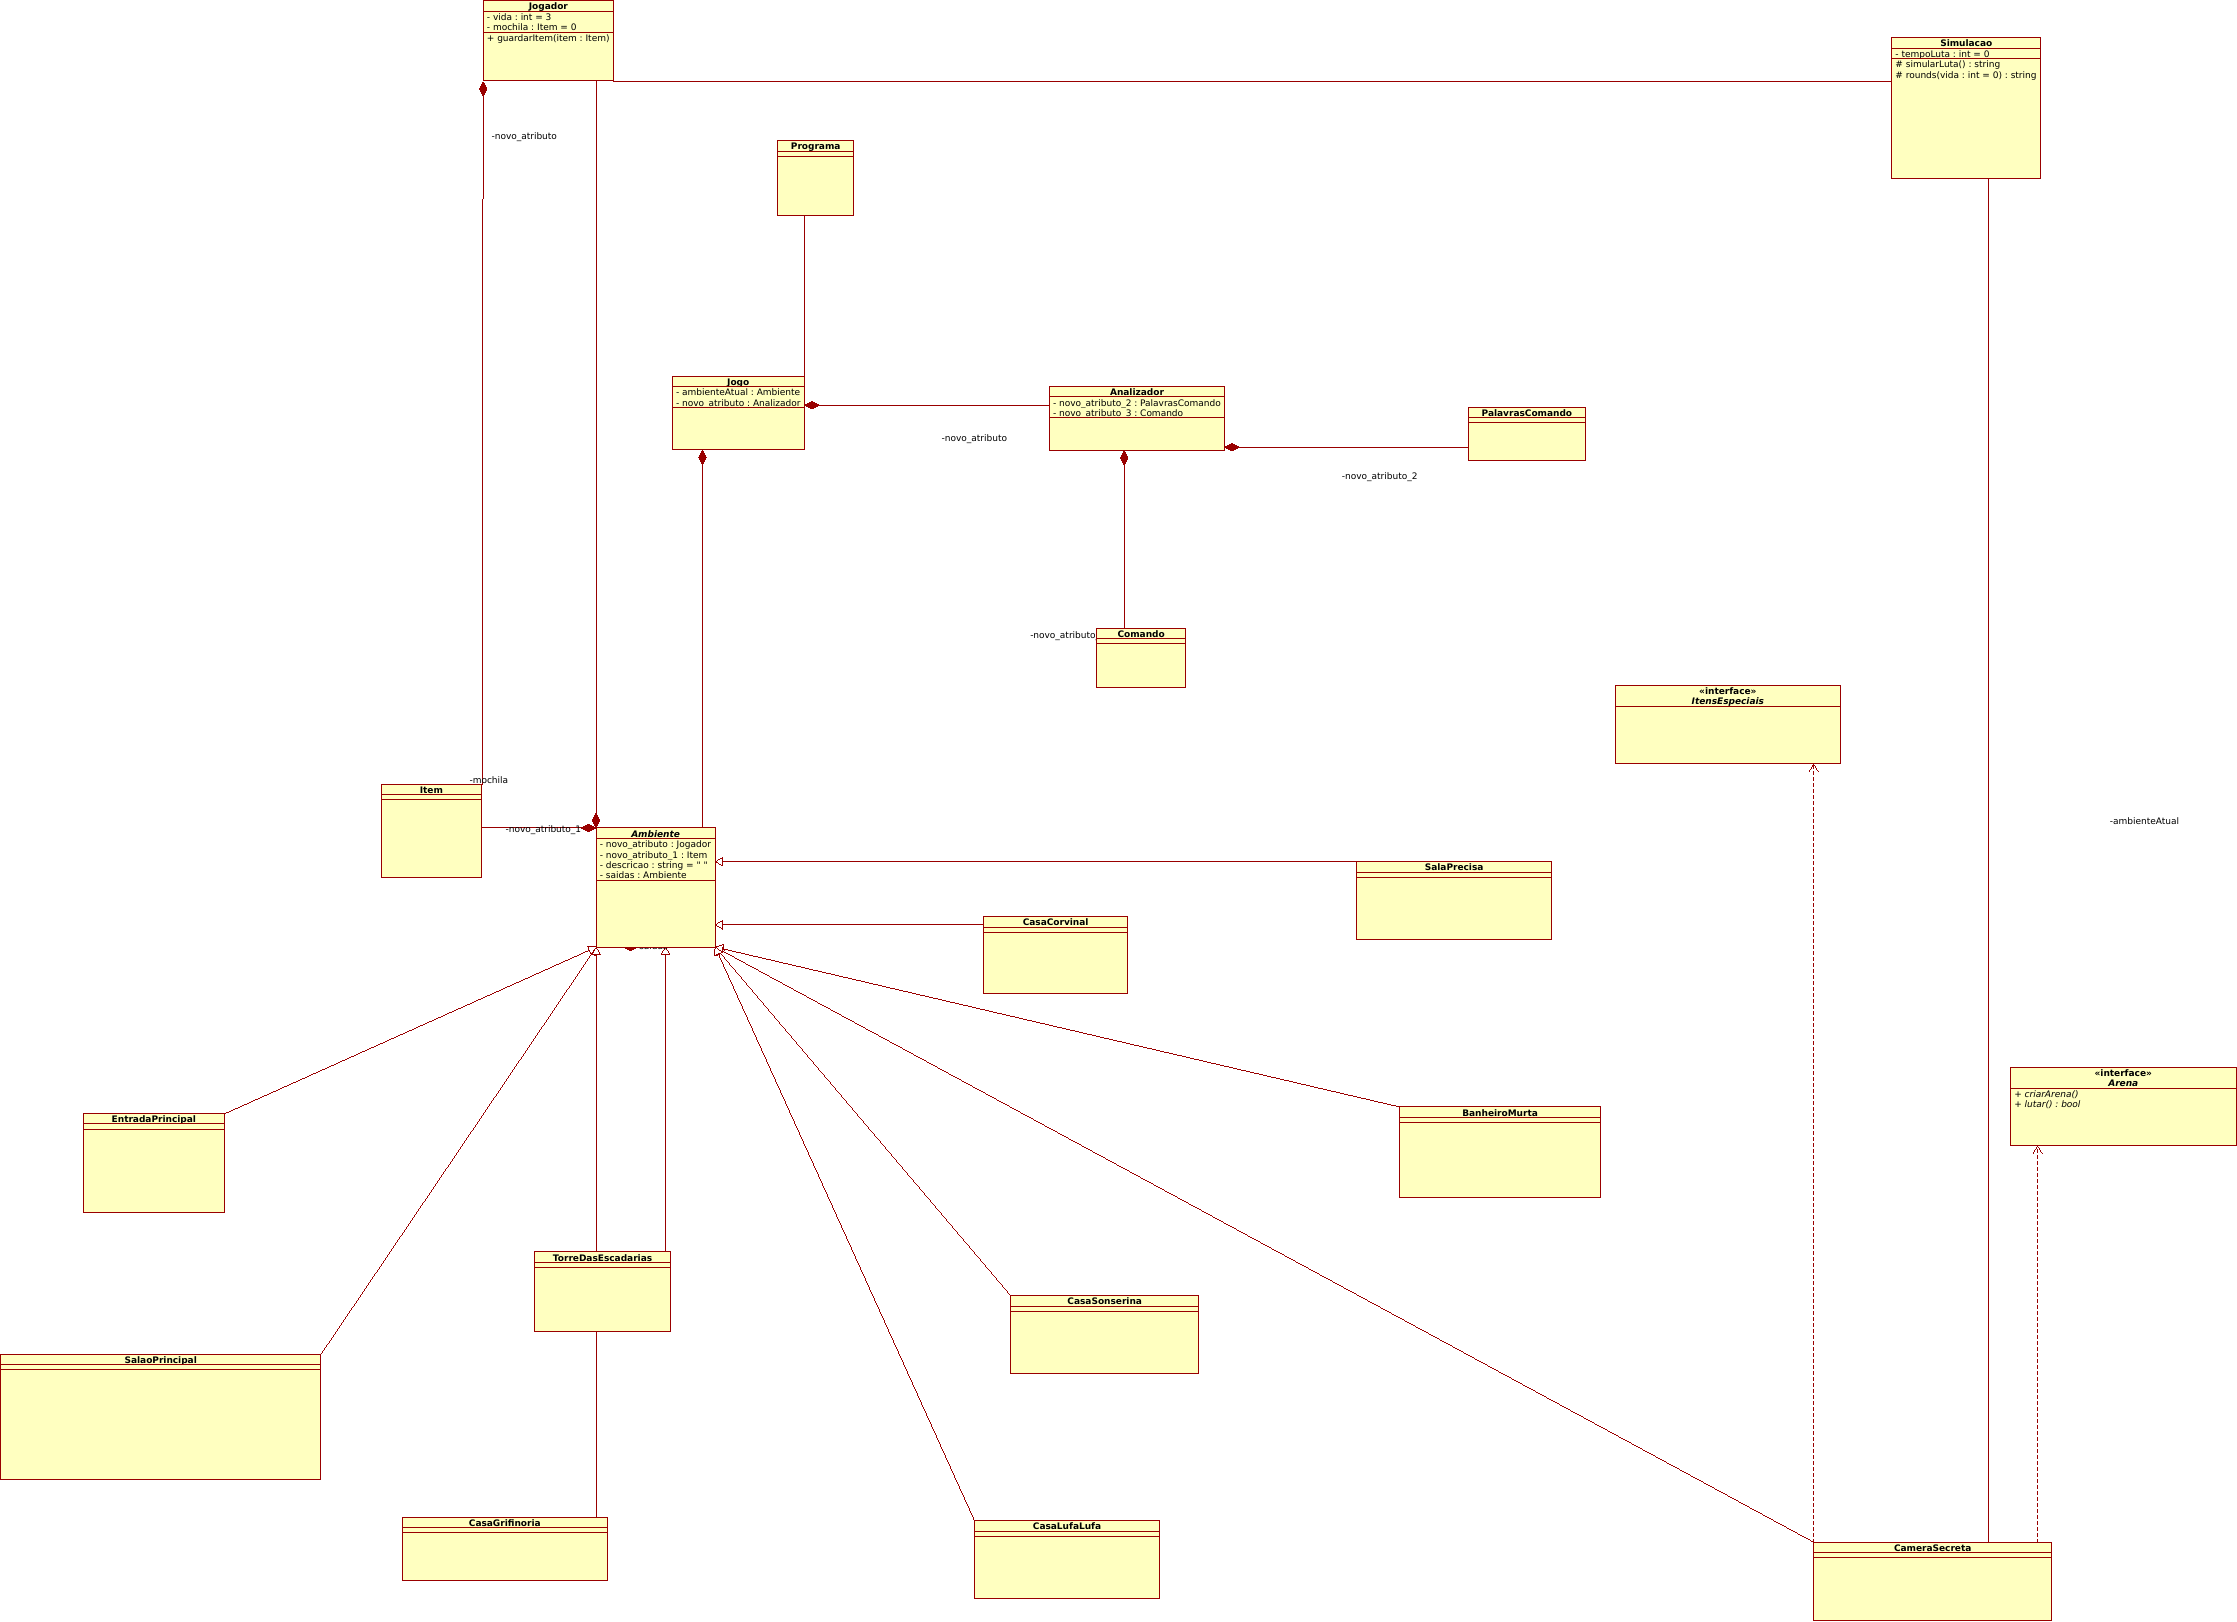 Jogador
- vida : int = 3
- mochila : Item = 0
+ guardarItem(item : Item)
Simulacao
- tempoLuta : int = 0
# simularLuta() : string
# rounds(vida : int = 0) : string
-novo_atributo
Programa
Jogo
- ambienteAtual : Ambiente
- novo_atributo : Analizador
Analizador
- novo_atributo_2 : PalavrasComando
- novo_atributo_3 : Comando
PalavrasComando
-novo_atributo
-novo_atributo_2
-novo_atributo
Comando
«interface»
ItensEspeciais
-mochila
Item
-novo_atributo_1
-ambienteAtual
Ambiente
- novo_atributo : Jogador
- novo_atributo_1 : Item
- descricao : string = " "
- saidas : Ambiente
SalaPrecisa
CasaCorvinal
«interface»
Arena
+ criarArena()
+ lutar() : bool
EntradaPrincipal
BanheiroMurta
TorreDasEscadarias
CasaSonserina
SalaoPrincipal
CasaGrifinoria
CasaLufaLufa
CameraSecreta